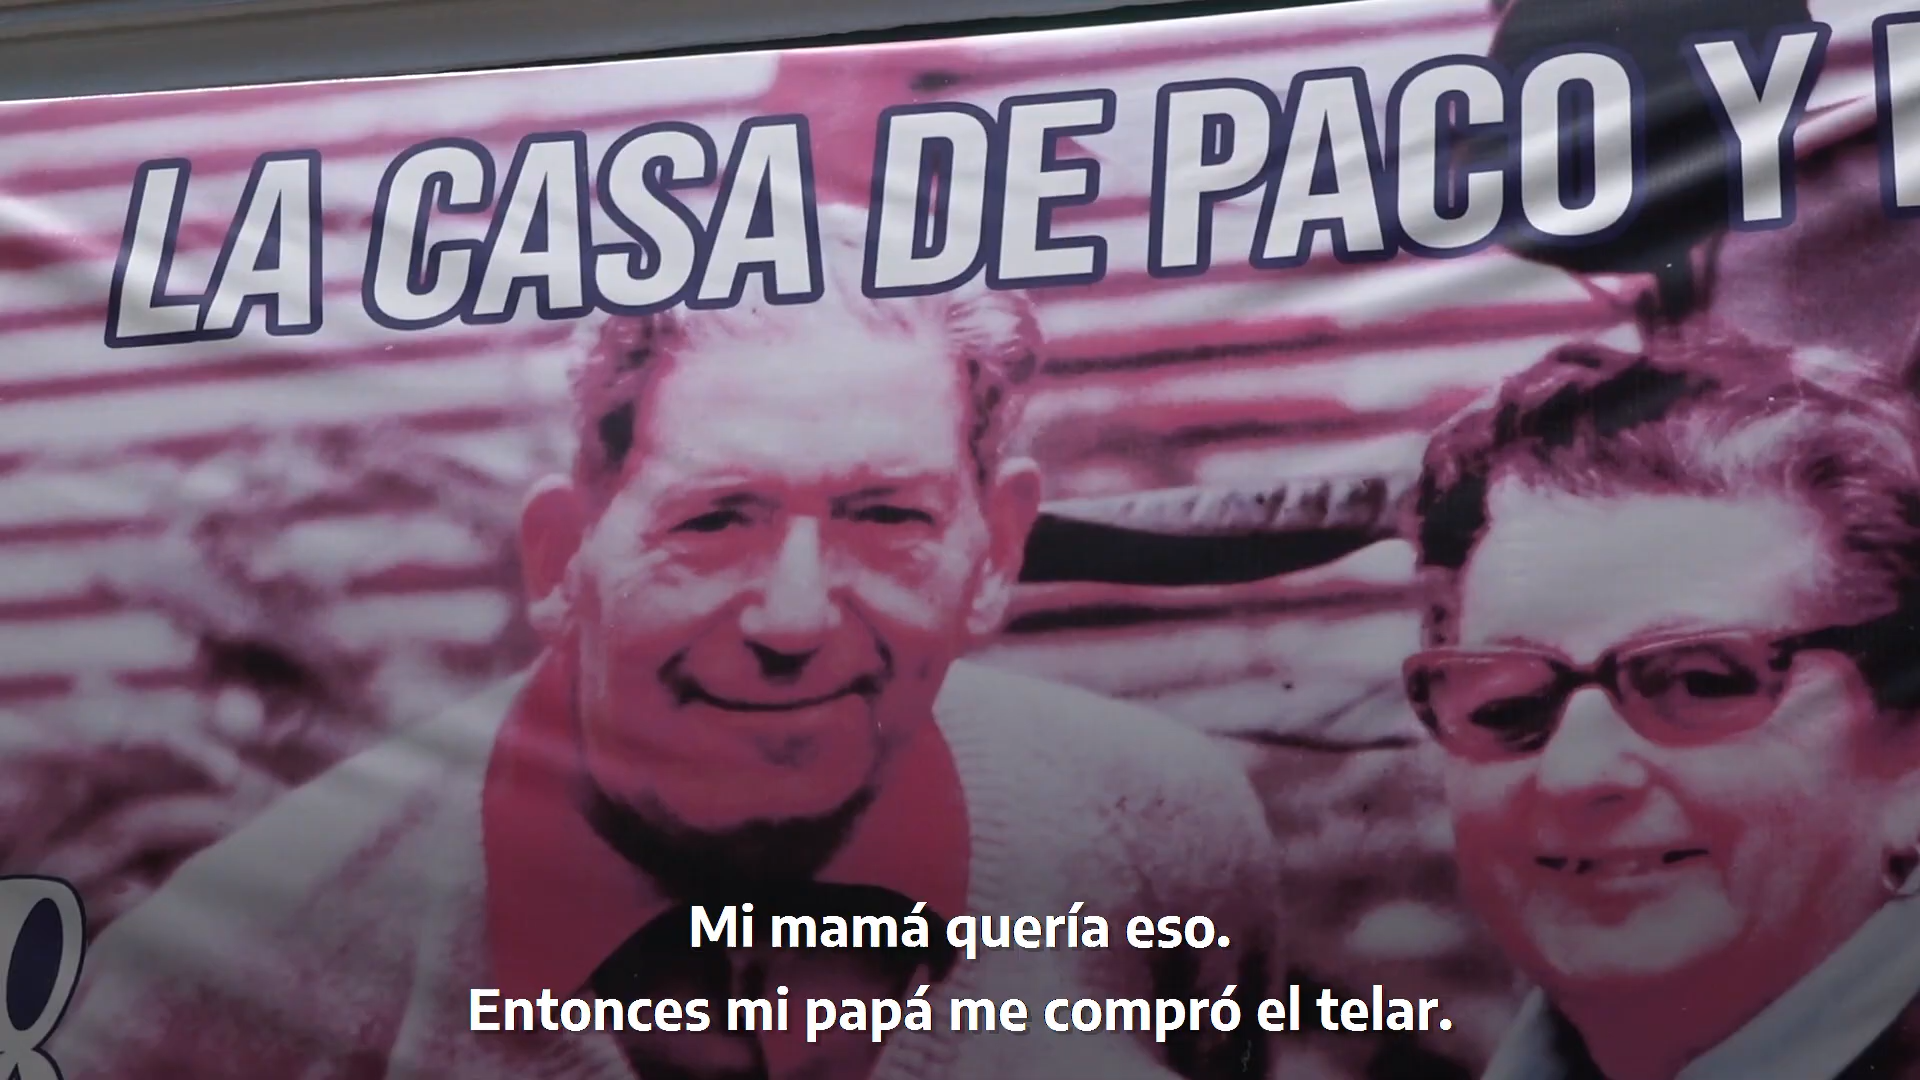 LA CASA DE PACO Y
Mi mamá quería eso.
Entonces mi papá me compró el telar.